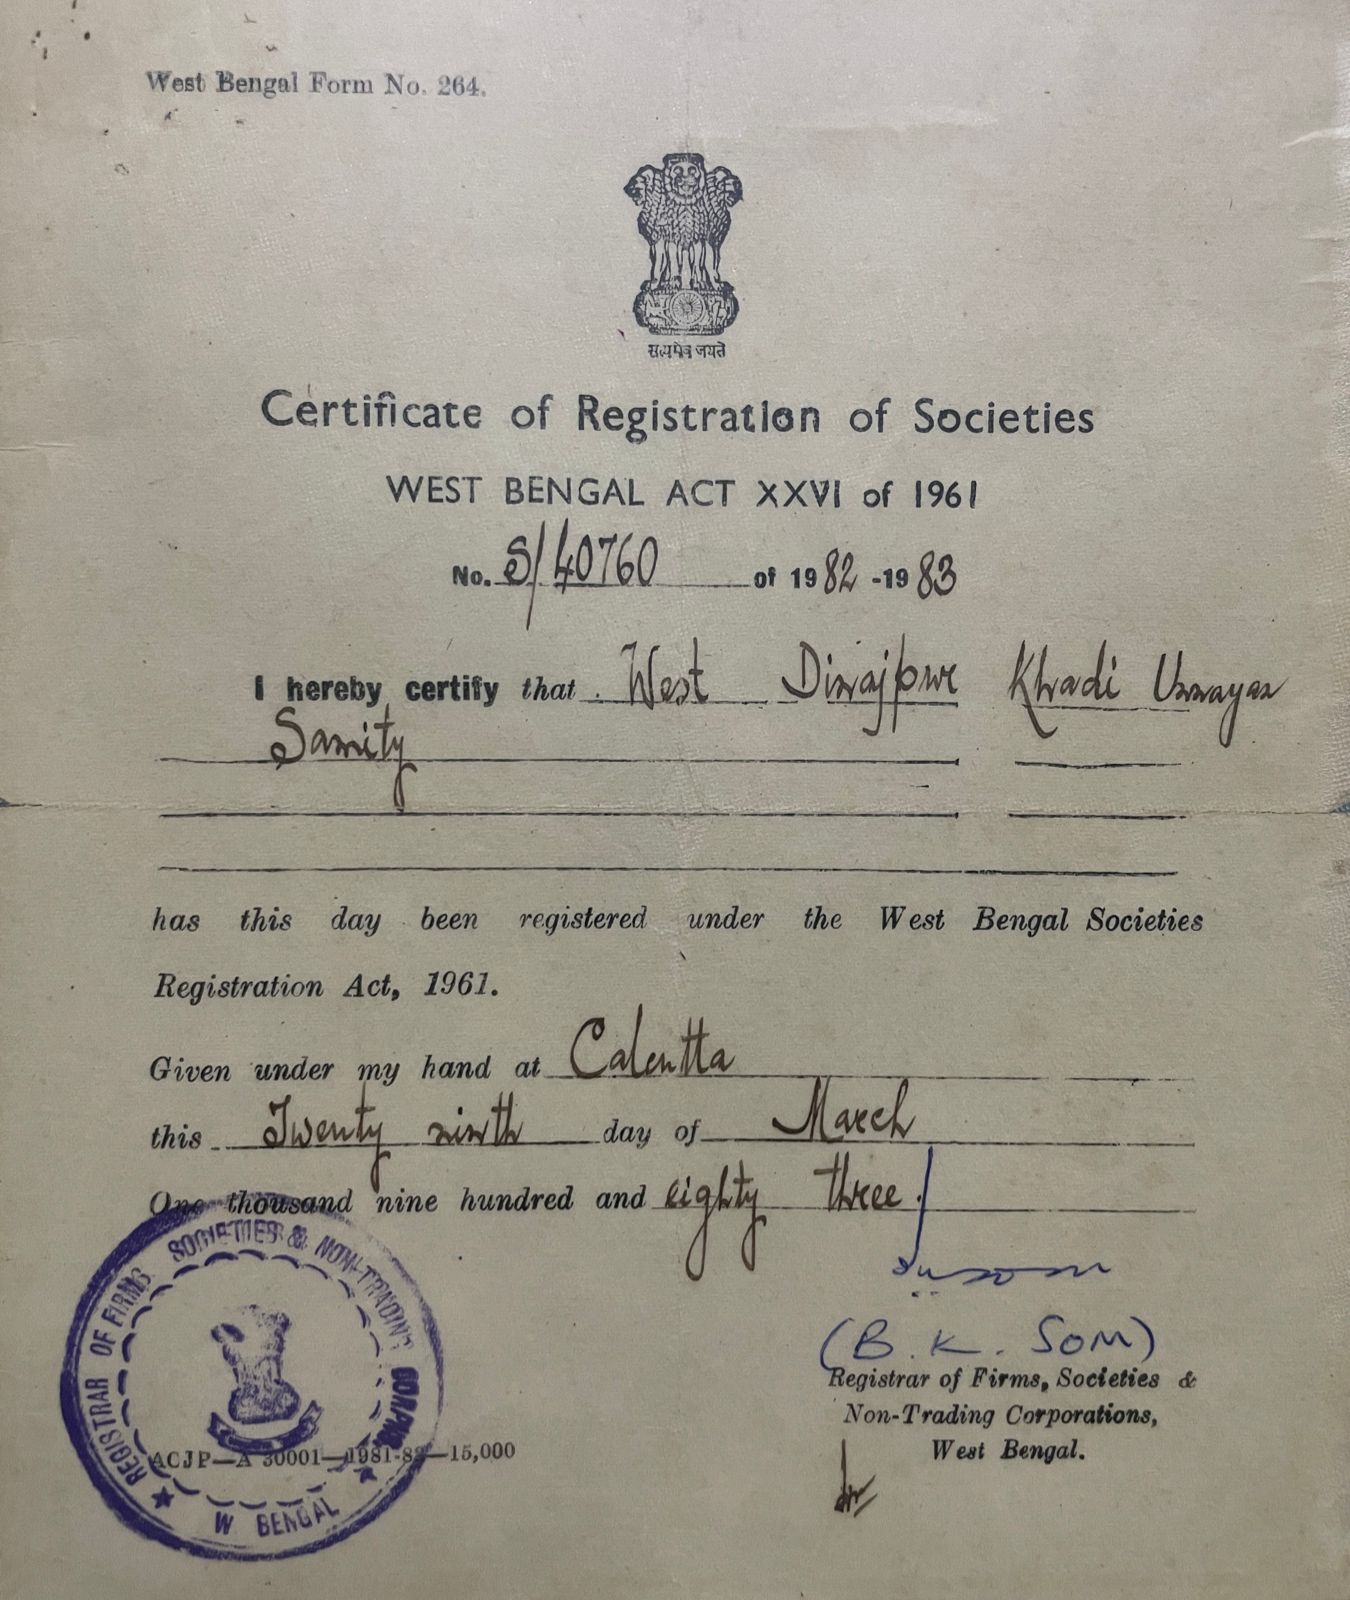 West Bengal Form No. 264.
सत्यमेव जयते
Certificate of Registration of Societies
WEST BENGAL ACT XXVI of 1961
No. S/40760 of 1982 -1983
I hereby certify that West Dinajpur Khadi Unnayan
Samity
has this day been registered under the West Bengal Societies
Registration Act, 1961.
Given under my hand at Calcutta
this Twenty ninth day of March
One thousand nine hundred and eighty three.
(B. K. SOM)
Registrar of Firms, Societies &
Non-Trading Corporations,
West Bengal.
REGISTRAR OF FIRMS SOCIETIES & NON-TRADING CORPNS
W BENGAL
ACJP—A 30001—1981-82—15,000